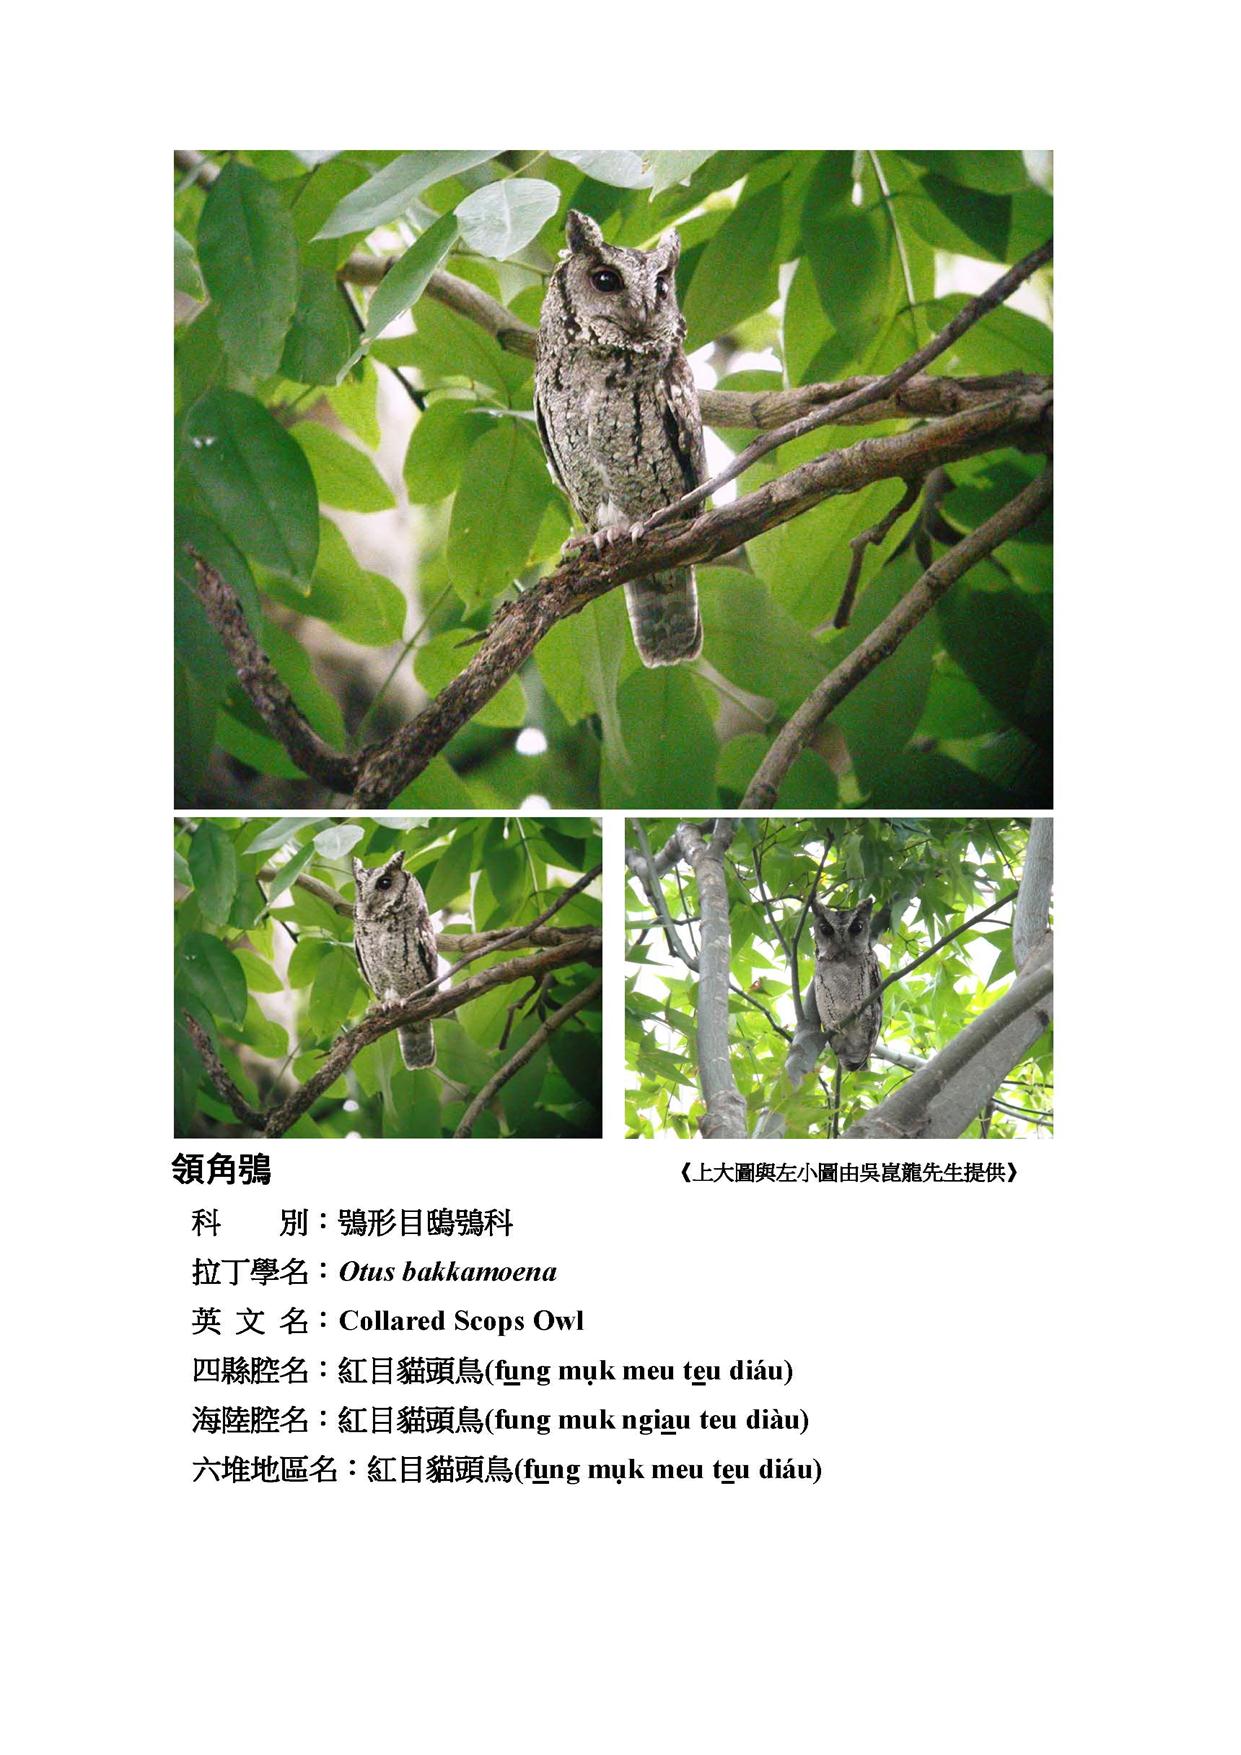 領角鴞
《上大圖與左小圖由吳崑龍先生提供》
科　　別：鴞形目鴟鴞科
拉丁學名：Otus bakkamoena
英 文 名：Collared Scops Owl
四縣腔名：紅目貓頭鳥(fu̲ng mụk meu te̲u diáu)
海陸腔名：紅目貓頭鳥(fung muk ngia̲u teu diàu)
六堆地區名：紅目貓頭鳥(fu̲ng mụk meu te̲u diáu)